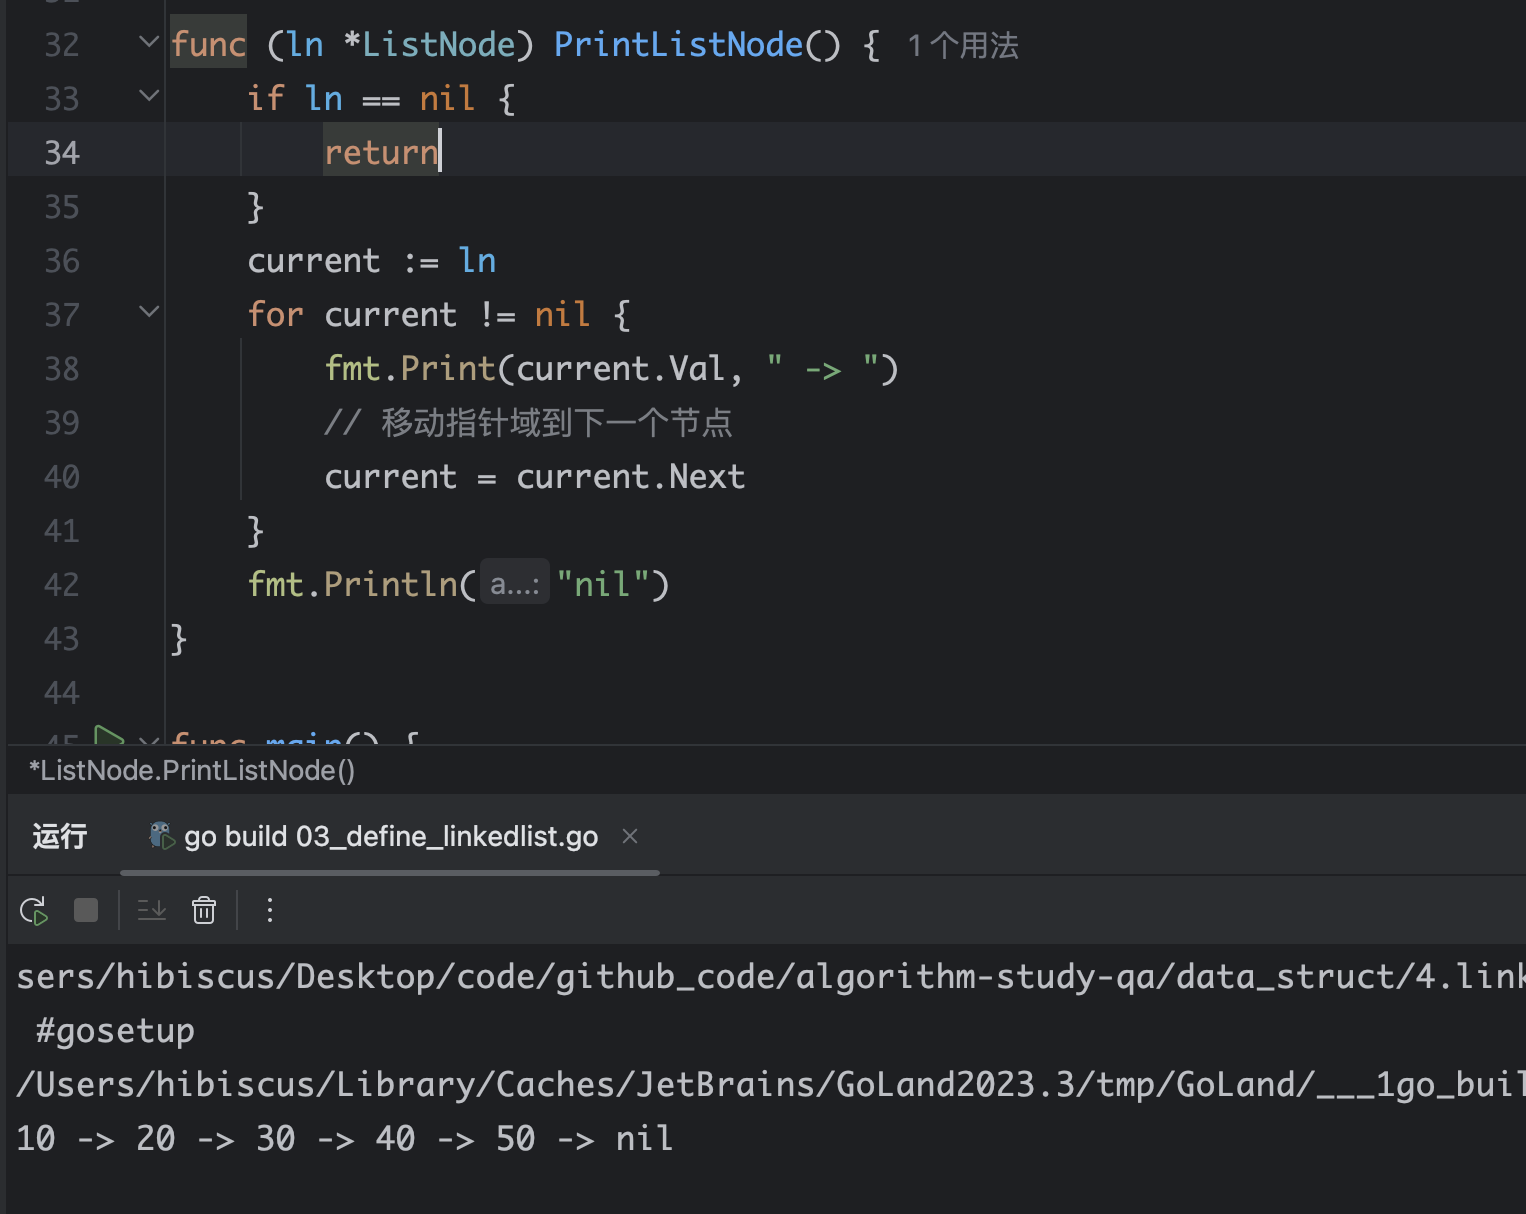 32 func (ln *ListNode) PrintListNode() { 1个用法
33 if ln == nil {
34 return
35 }
36 current := ln
37 for current != nil {
38 fmt.Print(current.Val, " -> ")
39 // 移动指针域到下一个节点
40 current = current.Next
41 }
42 fmt.Println(a...: "nil")
43 }
44
45 func main() {
*ListNode.PrintListNode()
运行 go build 03_define_linkedlist.go
sers/hibiscus/Desktop/code/github_code/algorithm-study-qa/data_struct/4.link
#gosetup
/Users/hibiscus/Library/Caches/JetBrains/GoLand2023.3/tmp/GoLand/___1go_buil
10 -> 20 -> 30 -> 40 -> 50 -> nil